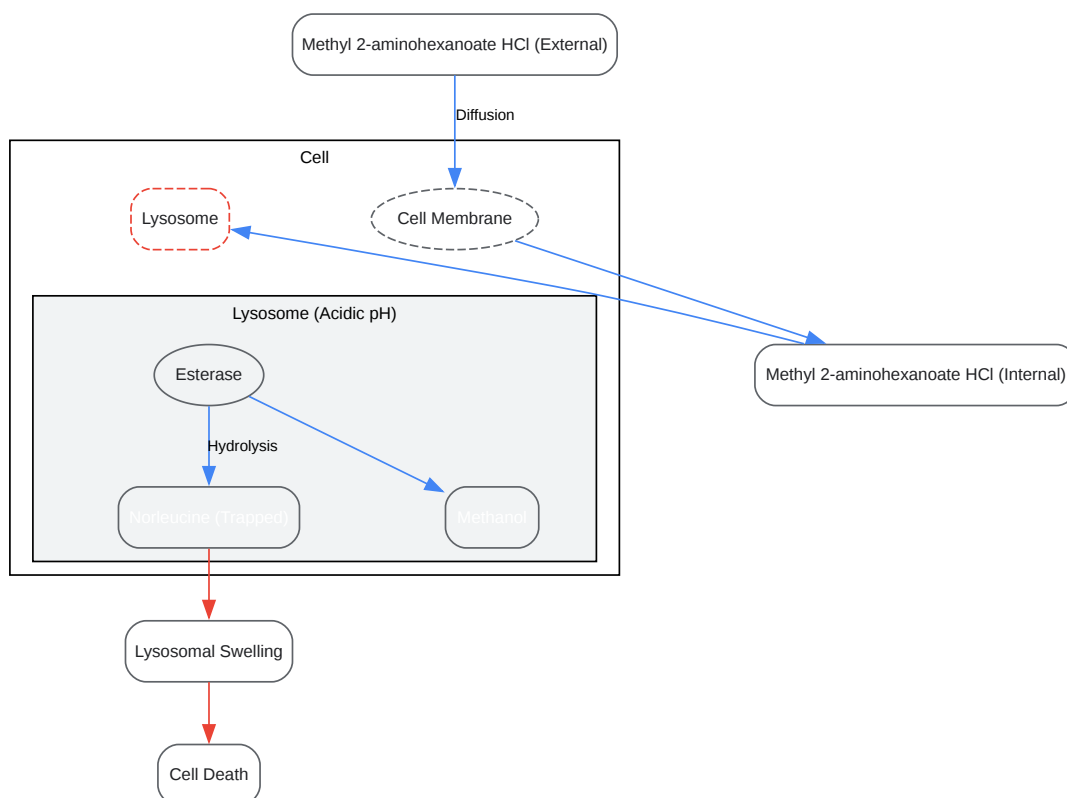 Methyl 2-aminohexanoate HCl (External)
Diffusion
Cell
Lysosome
Cell Membrane
Lysosome (Acidic pH)
Esterase
Methyl 2-aminohexanoate HCl (Internal)
Hydrolysis
Norleucine (Trapped)
Methanol
Lysosomal Swelling
Cell Death